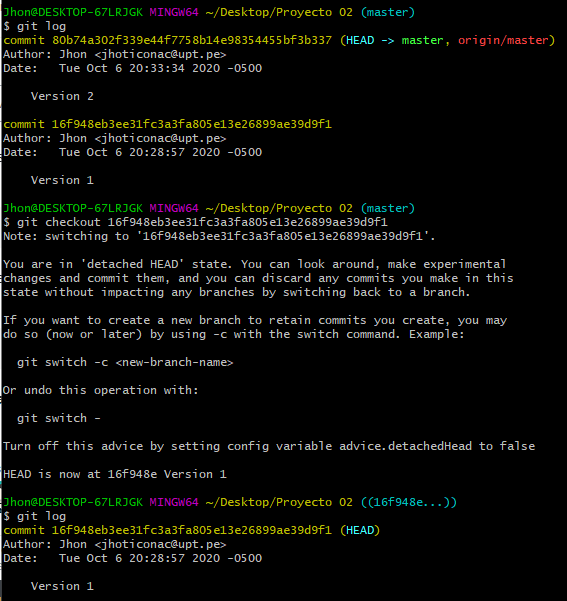 Jhon@DESKTOP-67LRJGK MINGW64 ~/Desktop/Proyecto 02 (master)
$ git log
commit 80b74a302f339e44f7758b14e98354455bf3b337 (HEAD -> master, origin/master)
Author: Jhon <jhoticonac@upt.pe>
Date:   Tue Oct 6 20:33:34 2020 -0500
    Version 2
commit 16f948eb3ee31fc3a3fa805e13e26899ae39d9f1
Author: Jhon <jhoticonac@upt.pe>
Date:   Tue Oct 6 20:28:57 2020 -0500
    Version 1
Jhon@DESKTOP-67LRJGK MINGW64 ~/Desktop/Proyecto 02 (master)
$ git checkout 16f948eb3ee31fc3a3fa805e13e26899ae39d9f1
Note: switching to '16f948eb3ee31fc3a3fa805e13e26899ae39d9f1'.
You are in 'detached HEAD' state. You can look around, make experimental
changes and commit them, and you can discard any commits you make in this
state without impacting any branches by switching back to a branch.
If you want to create a new branch to retain commits you create, you may
do so (now or later) by using -c with the switch command. Example:
  git switch -c <new-branch-name>
Or undo this operation with:
  git switch -
Turn off this advice by setting config variable advice.detachedHead to false
HEAD is now at 16f948e Version 1
Jhon@DESKTOP-67LRJGK MINGW64 ~/Desktop/Proyecto 02 ((16f948e...))
$ git log
commit 16f948eb3ee31fc3a3fa805e13e26899ae39d9f1 (HEAD)
Author: Jhon <jhoticonac@upt.pe>
Date:   Tue Oct 6 20:28:57 2020 -0500
    Version 1